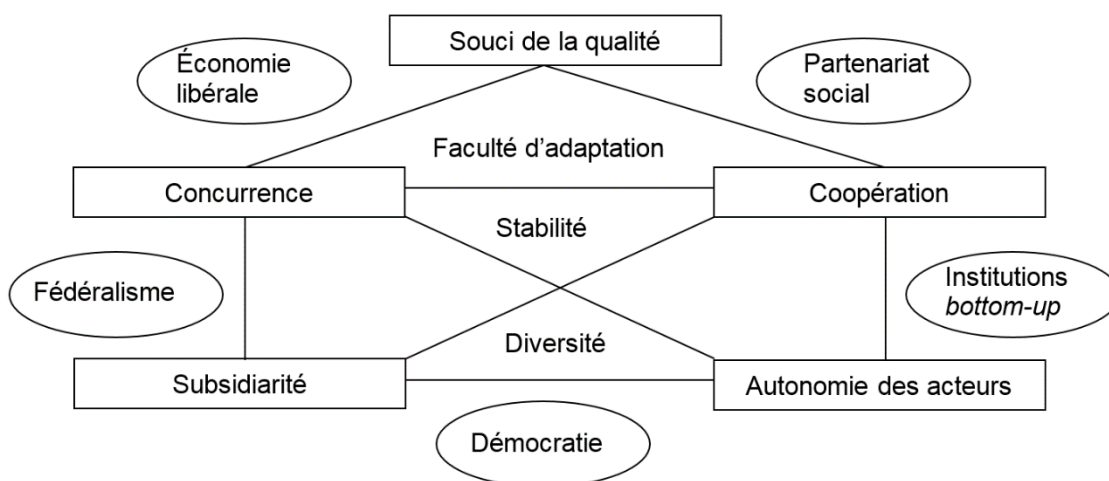 Souci de la qualité
Économie
libérale
Partenariat
social
Faculté d'adaptation
Concurrence
Coopération
Stabilité
Fédéralisme
Institutions
bottom-up
Diversité
Subsidiarité
Autonomie des acteurs
Démocratie